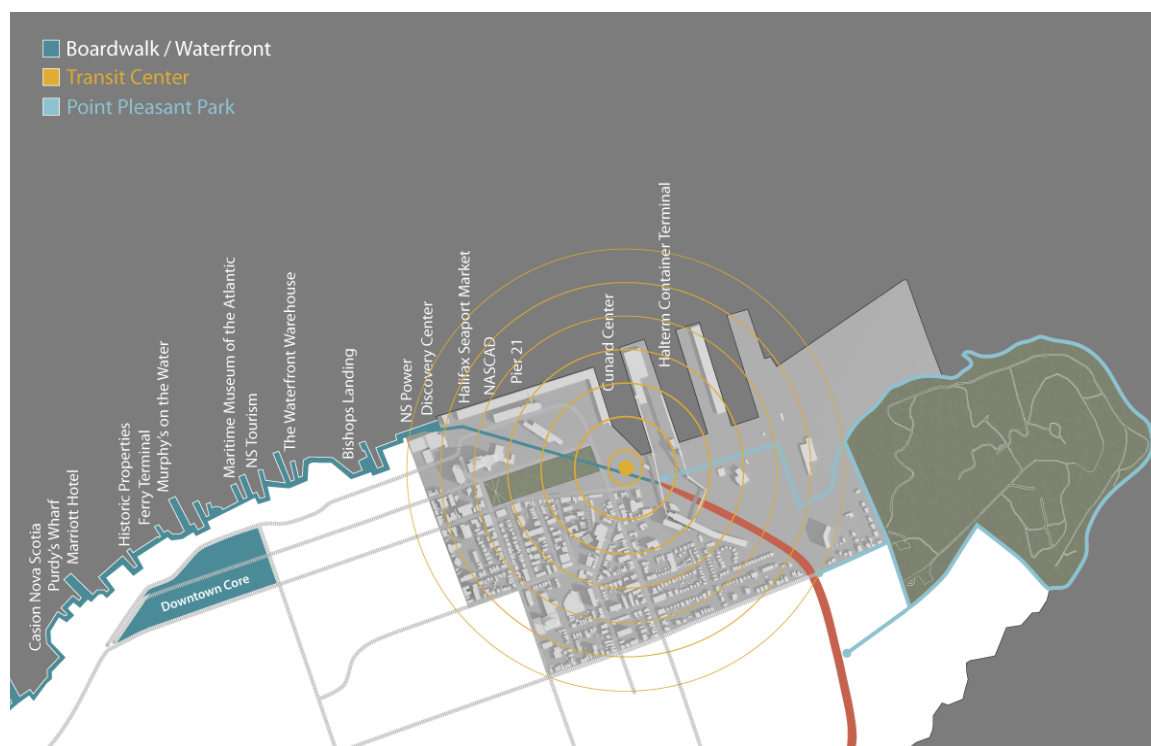 Boardwalk / Waterfront
Transit Center
Point Pleasant Park
Casion Nova Scotia
Purdy's Wharf
Marriott Hotel
Historic Properties
Ferry Terminal
Murphy's on the Water
Maritime Museum of the Atlantic
NS Tourism
The Waterfront Warehouse
Bishops Landing
NS Power
Discovery Center
Halifax Seaport Market
NASCAD
Pier 21
Cunard Center
Halterm Container Terminal
Downtown Core